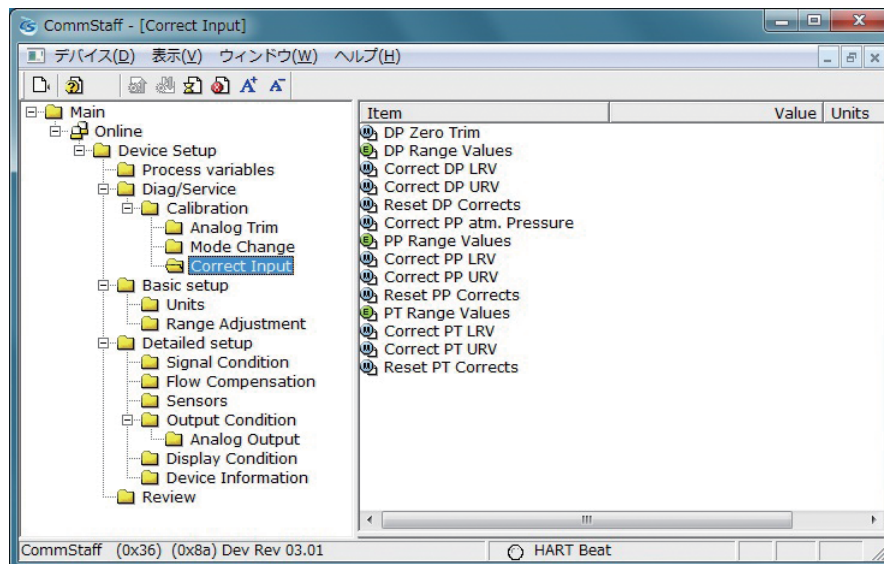 CommStaff - [Correct Input]
デバイス(D) 表示(V) ウィンドウ(W) ヘルプ(H)
Main
Online
Device Setup
Process variables
Diag/Service
Calibration
Analog Trim
Mode Change
Correct Input
Basic setup
Units
Range Adjustment
Detailed setup
Signal Condition
Flow Compensation
Sensors
Output Condition
Analog Output
Display Condition
Device Information
Review
Item Value Units
DP Zero Trim
DP Range Values
Correct DP LRV
Correct DP URV
Reset DP Corrects
Correct PP atm. Pressure
PP Range Values
Correct PP LRV
Correct PP URV
Reset PP Corrects
PT Range Values
Correct PT LRV
Correct PT URV
Reset PT Corrects
CommStaff (0x36) (0x8a) Dev Rev 03.01 HART Beat